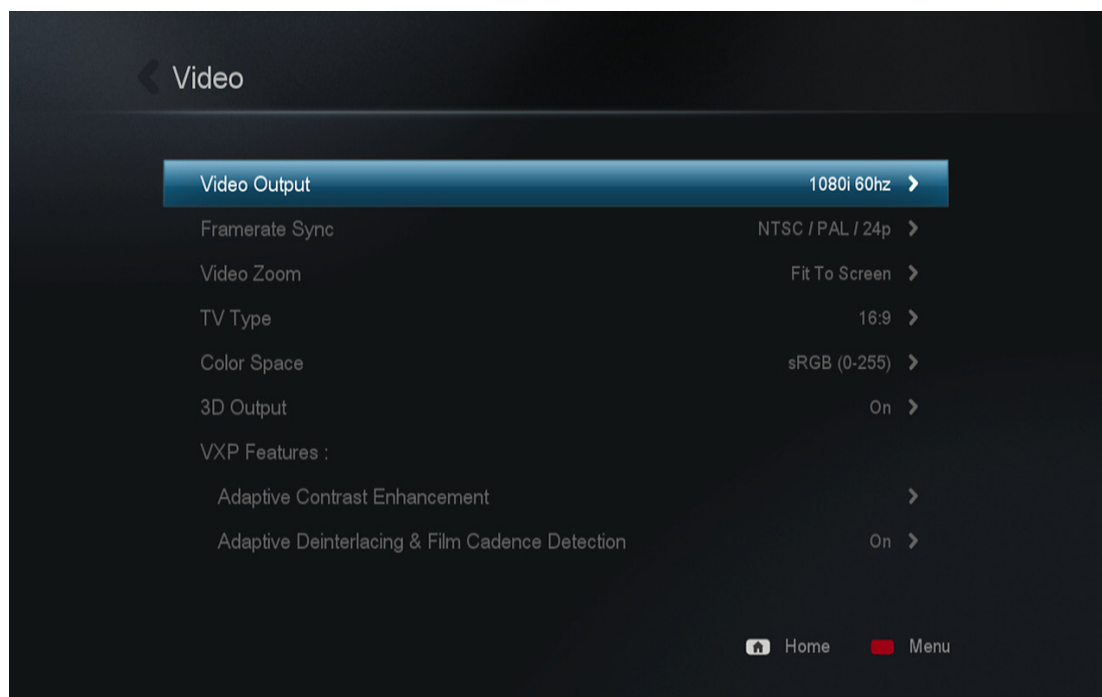 Video
Video Output 1080i 60hz
Framerate Sync NTSC / PAL / 24p
Video Zoom Fit To Screen
TV Type 16:9
Color Space sRGB (0-255)
3D Output On
VXP Features :
Adaptive Contrast Enhancement
Adaptive Deinterlacing & Film Cadence Detection On
Home Menu